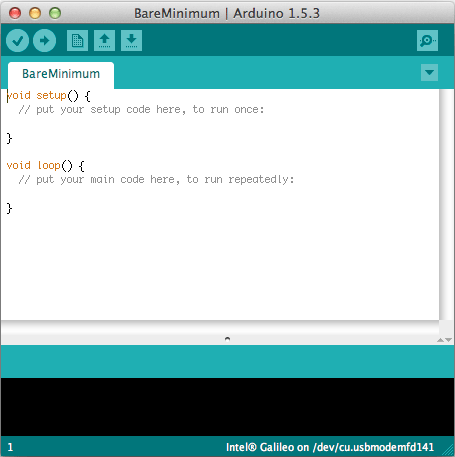 BareMinimum | Arduino 1.5.3
BareMinimum
void setup() {
  // put your setup code here, to run once:
}
void loop() {
  // put your main code here, to run repeatedly:
}
1
Intel® Galileo on /dev/cu.usbmodemfd141